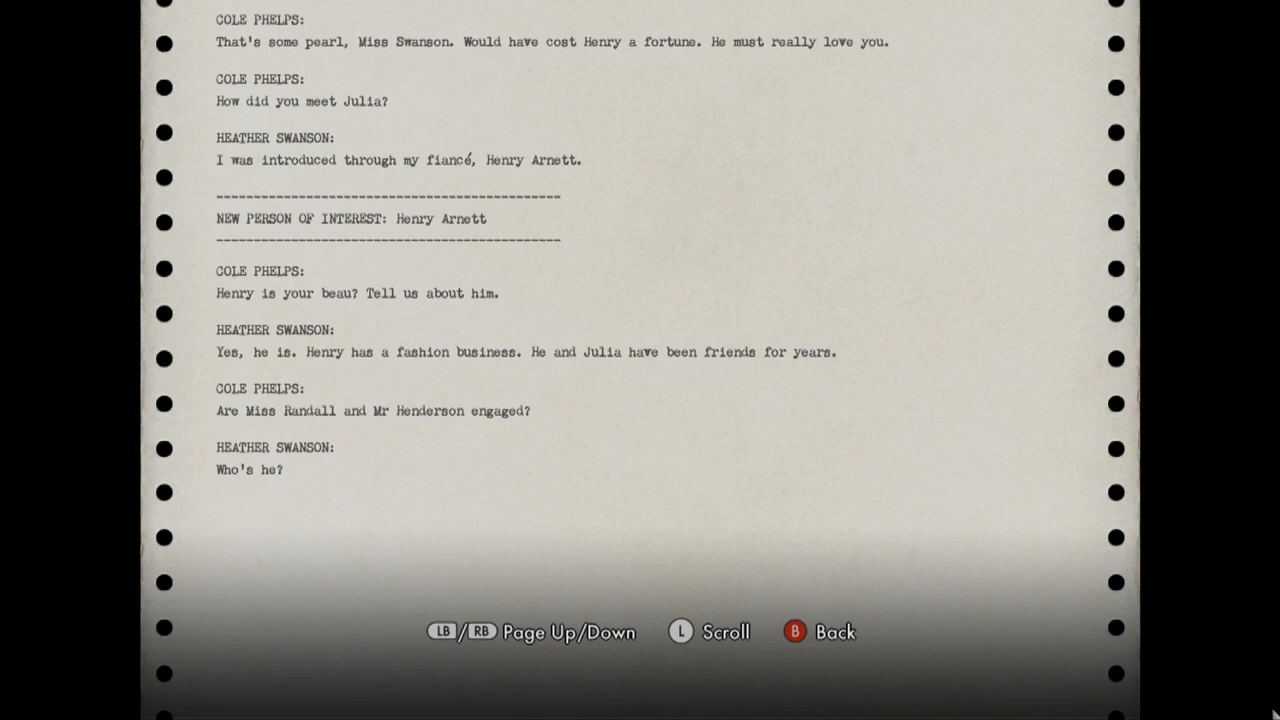 COLE PHELPS:
That's some pearl, Miss Swanson. Would have cost Henry a fortune. He must really love you.
COLE PHELPS:
How did you meet Julia?
HEATHER SWANSON:
I was introduced through my fiancé, Henry Arnett.
----------------------------------------------
NEW PERSON OF INTEREST: Henry Arnett
----------------------------------------------
COLE PHELPS:
Henry is your beau? Tell us about him.
HEATHER SWANSON:
Yes, he is. Henry has a fashion business. He and Julia have been friends for years.
COLE PHELPS:
Are Miss Randall and Mr Henderson engaged?
HEATHER SWANSON:
Who's he?
LB/RB Page Up/Down L Scroll B Back